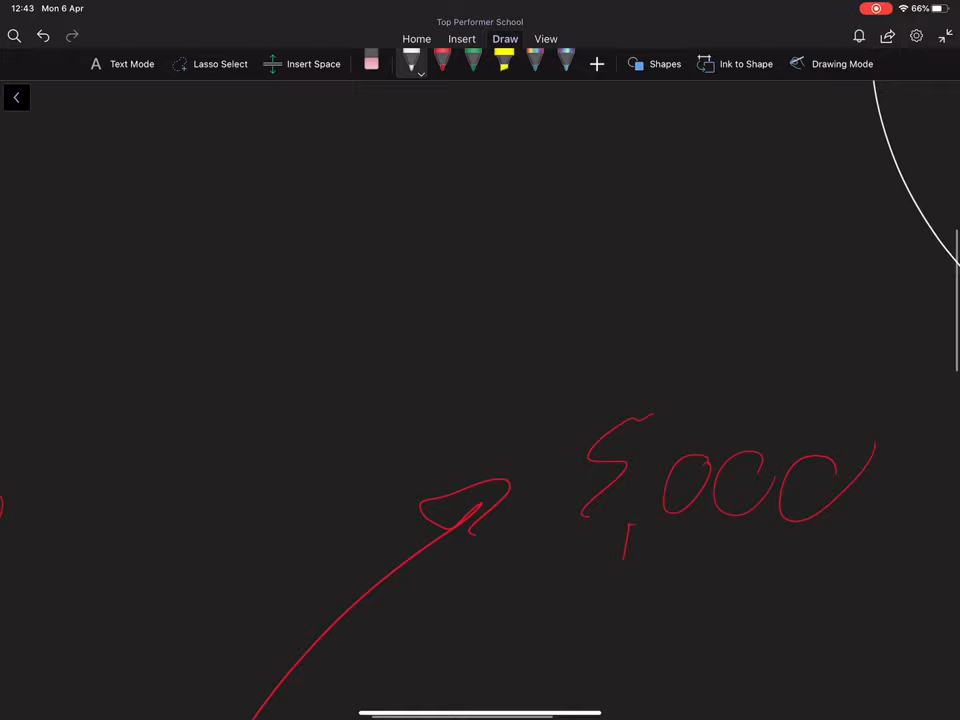 12:43 Mon 6 Apr 66%
Top Performer School
Home Insert Draw View
Text Mode Lasso Select Insert Space Shapes Ink to Shape Drawing Mode
5,000